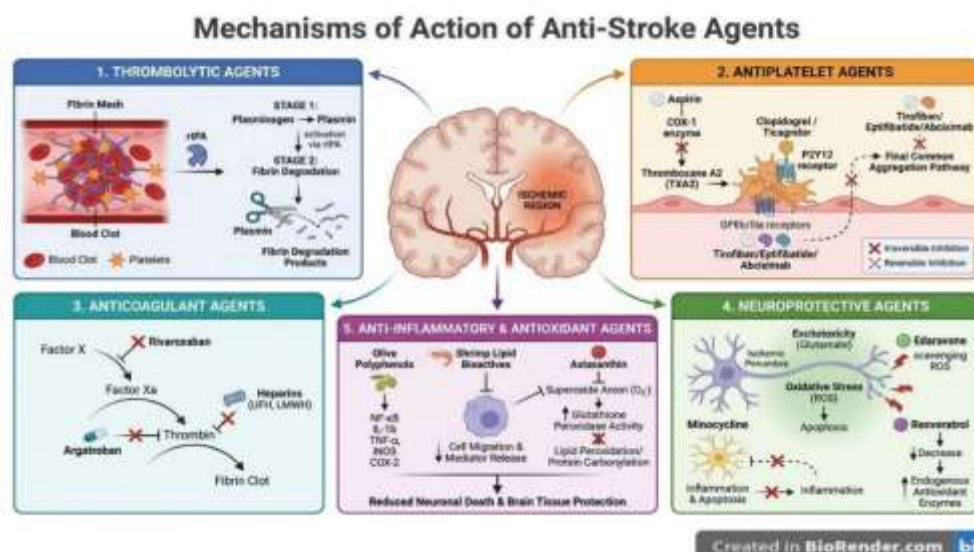 Mechanisms of Action of Anti-Stroke Agents
1. THROMBOLYTIC AGENTS
Fibrin Mesh
rtPA
Blood Clot
Blood Clot
Platelets
STAGE 1:
Plasminogen → Plasmin
activation
via rtPA
STAGE 2:
Fibrin Degradation
Plasmin
Fibrin Degradation
Products
ISCHEMIC
REGION
2. ANTIPLATELET AGENTS
Aspirin
COX-1
enzyme
Thromboxane A2
(TXA2)
Clopidogrel /
Ticagrelor
P2Y12
receptor
Tirofiban/
Eptifibatide/Abciximab
Final Common
Aggregation Pathway
receptors
Tirofiban/Eptifibatide/
Abciximab
Irreversible Inhibition
Reversible Inhibition
3. ANTICOAGULANT AGENTS
Factor X
Rivaroxaban
Factor Xa
Heparins
(UFH, LMWH)
Argatroban
Thrombin
Fibrin Clot
5. ANTI-INFLAMMATORY & ANTIOXIDANT AGENTS
Olive
Polyphenols
NF-κB
IL-1b
TNF-α,
iNOS
COX-2
Shrimp Lipid
Bioactives
Cell Migration &
Mediator Release
Astaxanthin
Superoxide Anion
Glutathione
Peroxidase Activity
Lipid Peroxidation/
Protein Carbonylation
Reduced Neuronal Death & Brain Tissue Protection
4. NEUROPROTECTIVE AGENTS
Ischemic
Penumbra
Excitotoxicity
(Glutamate)
Oxidative Stress
(ROS)
Apoptosis
Edaravone
scavenging
ROS
Minocycline
Inflammation
& Apoptosis
Inflammation
Resveratrol
Decrease
Endogenous
Antioxidant
Enzymes
Created in BioRender.com